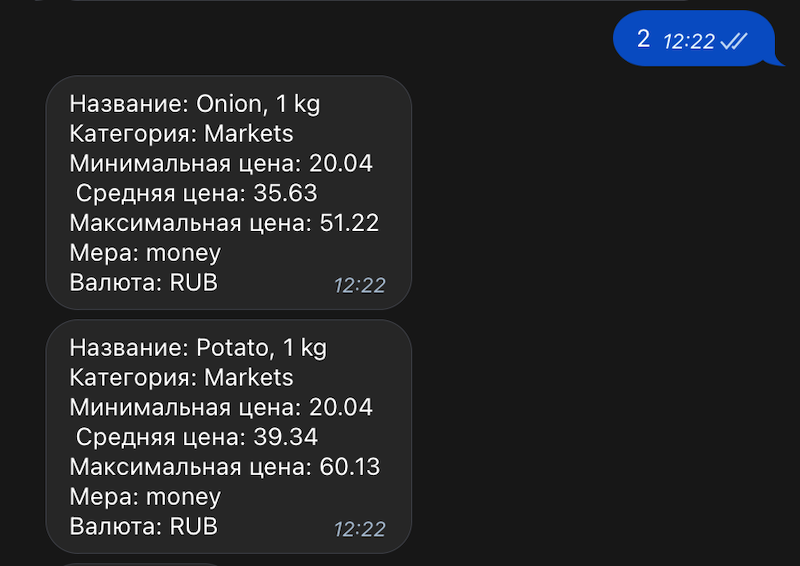 2 12:22
Название: Onion, 1 kg
Категория: Markets
Минимальная цена: 20.04
Средняя цена: 35.63
Максимальная цена: 51.22
Мера: money
Валюта: RUB 12:22
Название: Potato, 1 kg
Категория: Markets
Минимальная цена: 20.04
Средняя цена: 39.34
Максимальная цена: 60.13
Мера: money
Валюта: RUB 12:22